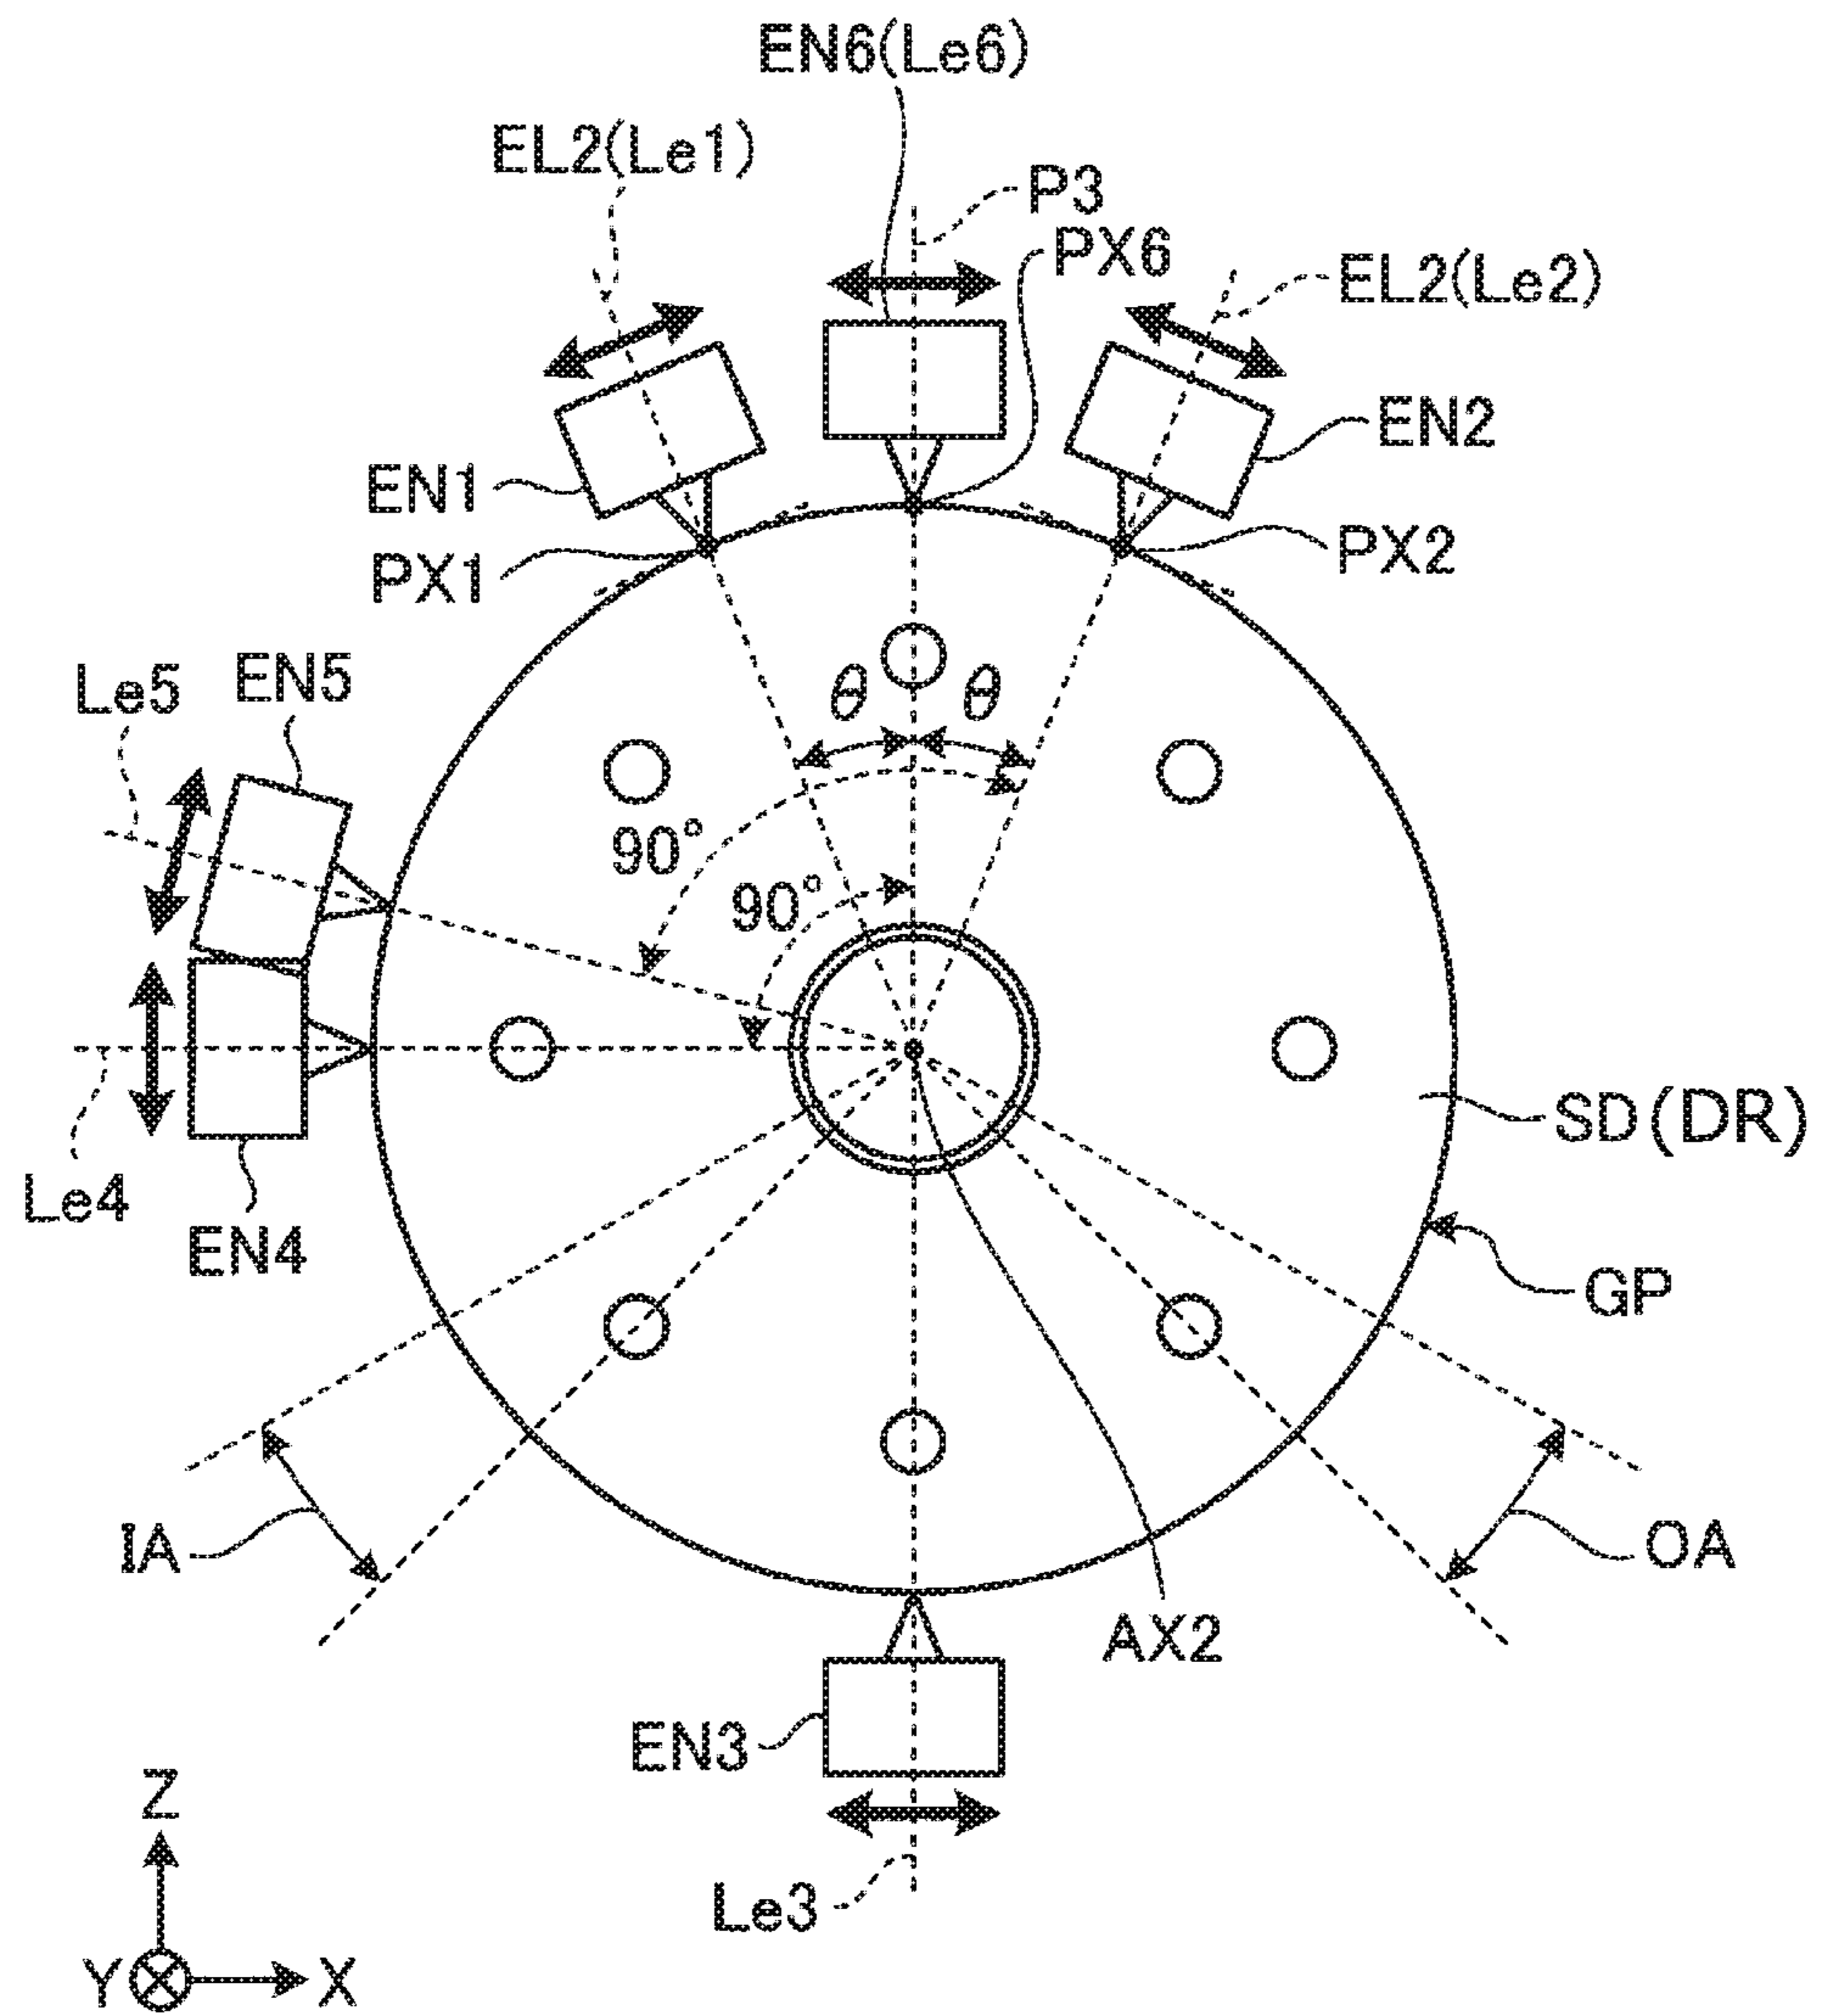 EN6(Le6)
EL2(Le1)
P3
PX6
EL2(Le2)
EN2
EN1
PX1
PX2
Le5
EN5
θ
θ
90°
90°
SD(DR)
Le4
EN4
GP
IA
OA
AX2
EN3
Le3
Z
Y
X